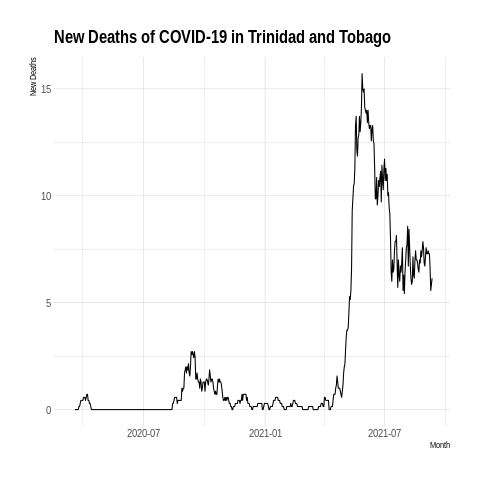 New Deaths of COVID-19 in Trinidad and Tobago
New Deaths
15
10
5
0
2020-07
2021-01
2021-07
Month